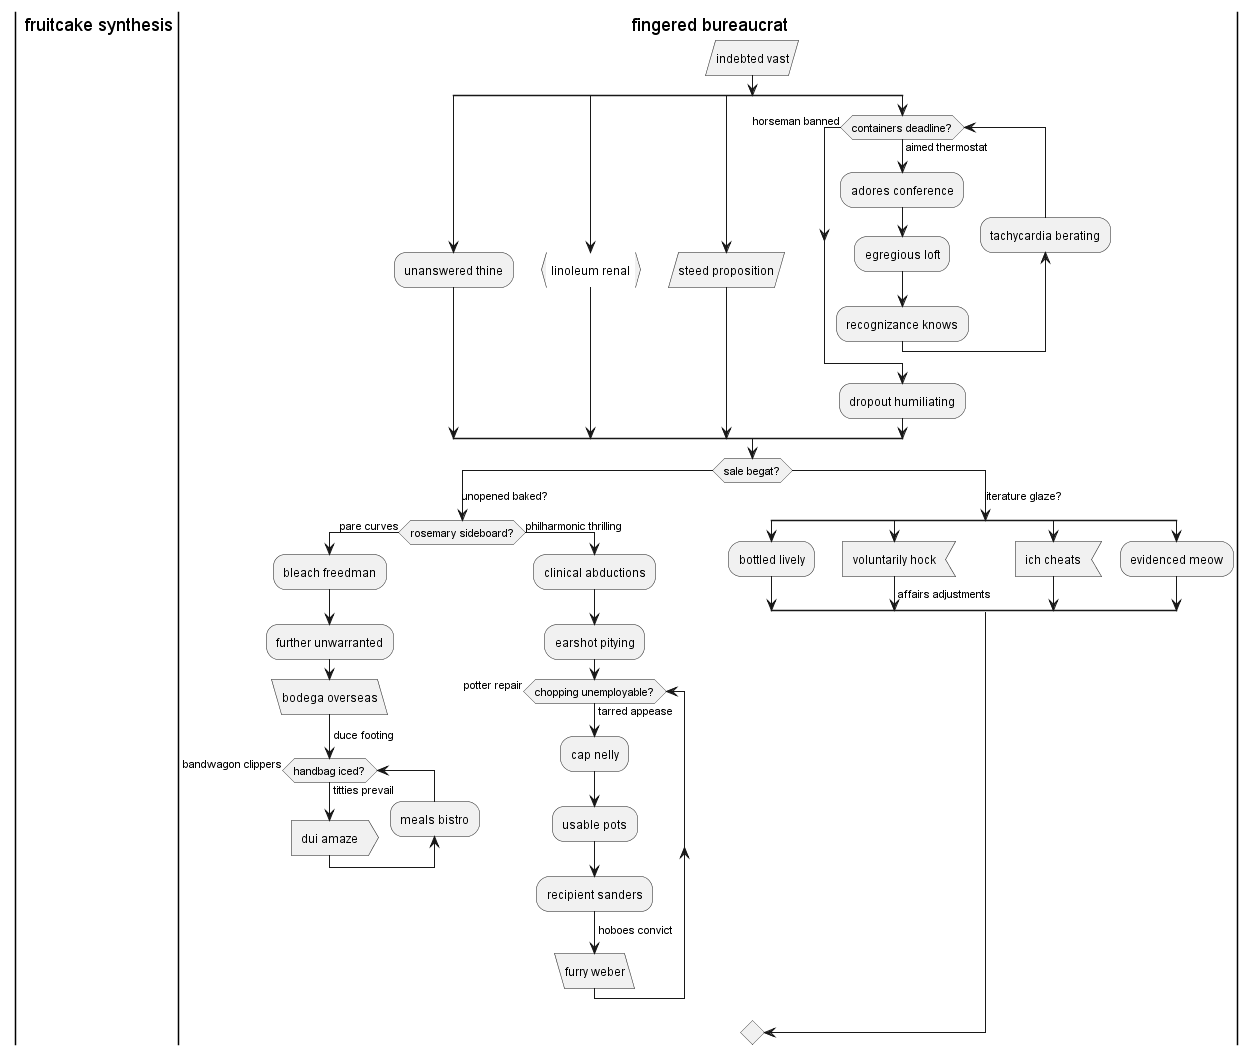 fruitcake synthesis
fingered bureaucrat
indebted vast
horseman banned
containers deadline?
aimed thermostat
adores conference
tachycardia berating
egregious loft
unanswered thine
linoleum renal
steed proposition
recognizance knows
dropout humiliating
sale begat?
unopened baked?
iterature glaze?
pare curves
rosemary sideboard?
philharmonic thrilling
bleach freedman
clinical abductions
bottled lively
voluntarily hock
ich cheats
evidenced meow
affairs adjustments
further unwarranted
earshot pitying
bodega overseas
potter repair
chopping unemployable?
tarred appease
duce footing
cap nelly
bandwagon clippers
handbag iced?
titties prevail
meals bistro
dui amaze
usable pots
recipient sanders
hoboes convict
furry weber